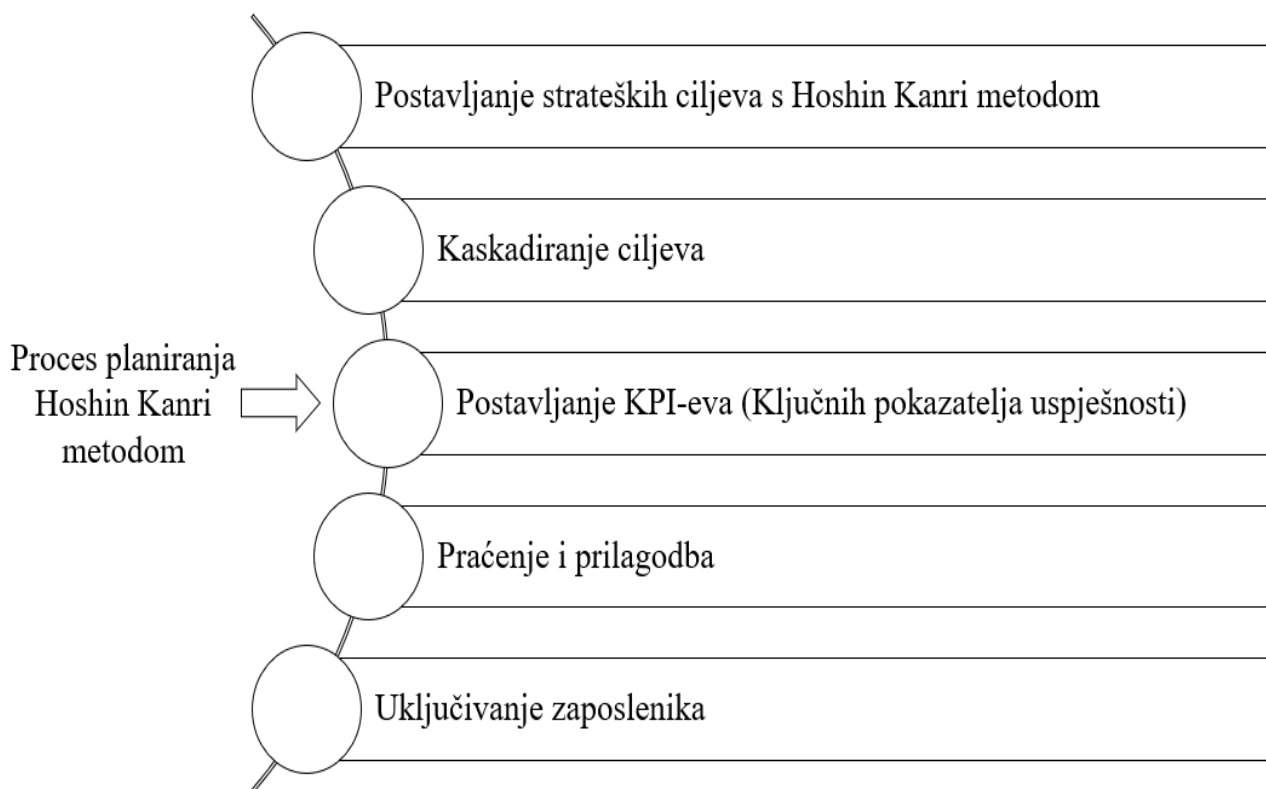 Postavljanje strateških ciljeva s Hoshin Kanri metodom
Kaskadiranje ciljeva
Proces planiranja
Hoshin Kanri
metodom
Postavljanje KPI-eva (Ključnih pokazatelja uspješnosti)
Praćenje i prilagodba
Uključivanje zaposlenika